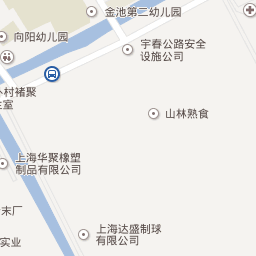 金池第二幼儿园
向阳幼儿园
宇春公路安全
设施公司
村褚聚
室
山林熟食
上海华聚橡塑
制品有限公司
末厂
上海达盛制球
有限公司
实业